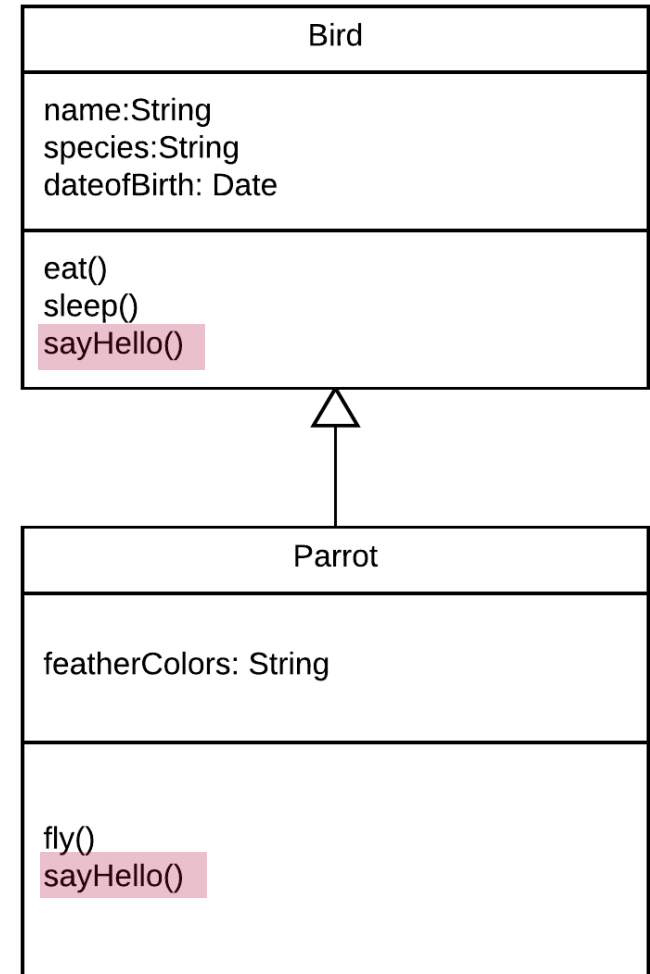 Bird
name:String
species:String
dateofBirth: Date
eat()
sleep()
sayHello()
Parrot
featherColors: String
fly()
sayHello()